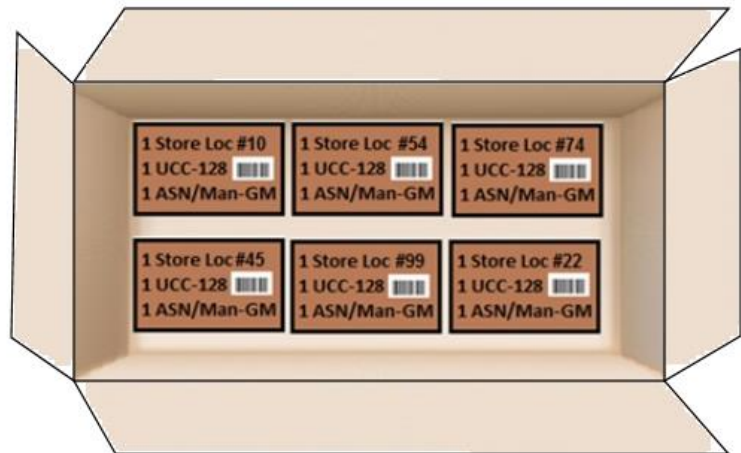 1 Store Loc #10
1 UCC-128
1 ASN/Man-GM
1 Store Loc #54
1 UCC-128
1 ASN/Man-GM
1 Store Loc #74
1 UCC-128
1 ASN/Man-GM
1 Store Loc #45
1 UCC-128
1 ASN/Man-GM
1 Store Loc #99
1 UCC-128
1 ASN/Man-GM
1 Store Loc #22
1 UCC-128
1 ASN/Man-GM